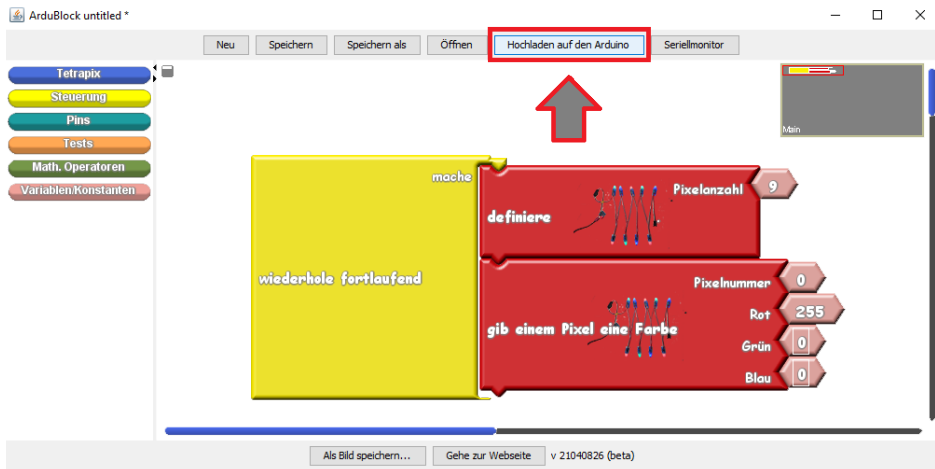 ArduBlock untitled *
Neu Speichern Speichern als Öffnen Hochladen auf den Arduino Seriellmonitor
Tetrapix
Steuerung
Pins
Tests
Math. Operatoren
Variablen/Konstanten
Main
mache
Pixelanzahl 9
definiere
wiederhole fortlaufend
Pixelnummer 0
Rot 255
gib einem Pixel eine Farbe
Grün 0
Blau 0
Als Bild speichern... Gehe zur Webseite v 21040826 (beta)